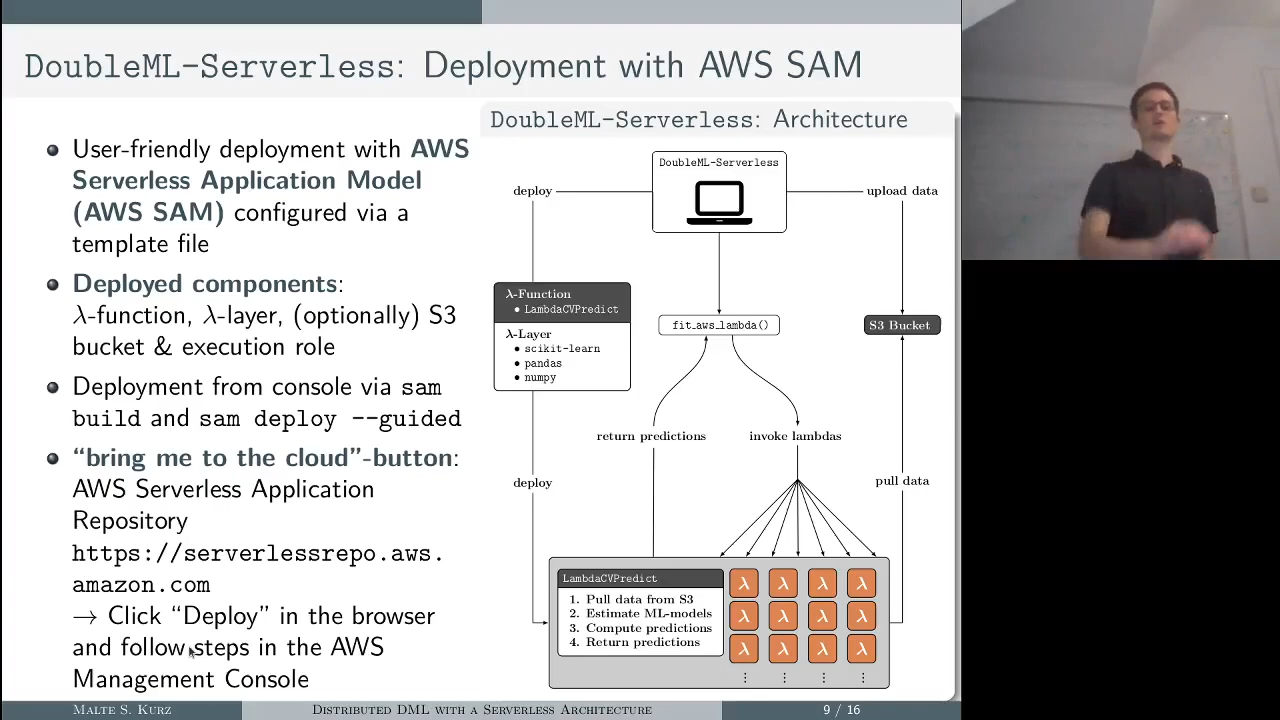 DoubleML-Serverless: Deployment with AWS SAM
User-friendly deployment with AWS
Serverless Application Model
(AWS SAM) configured via a
template file
Deployed components:
λ-function, λ-layer, (optionally) S3
bucket & execution role
Deployment from console via sam
build and sam deploy --guided
“bring me to the cloud”-button:
AWS Serverless Application
Repository
https://serverlessrepo.aws.
amazon.com
→ Click “Deploy” in the browser
and follow steps in the AWS
Management Console
DoubleML-Serverless: Architecture
DoubleML-Serverless
deploy
upload data
λ-Function
• LambdaCVPredict
λ-Layer
• scikit-learn
• pandas
• numpy
fit_aws_lambda()
S3 Bucket
return predictions
invoke lambdas
deploy
pull data
LambdaCVPredict
1. Pull data from S3
2. Estimate ML-models
3. Compute predictions
4. Return predictions
λ λ λ λ
λ λ λ λ
λ λ λ λ
⋮ ⋮ ⋮ ⋮
Malte S. Kurz
Distributed DML with a Serverless Architecture
9 / 16